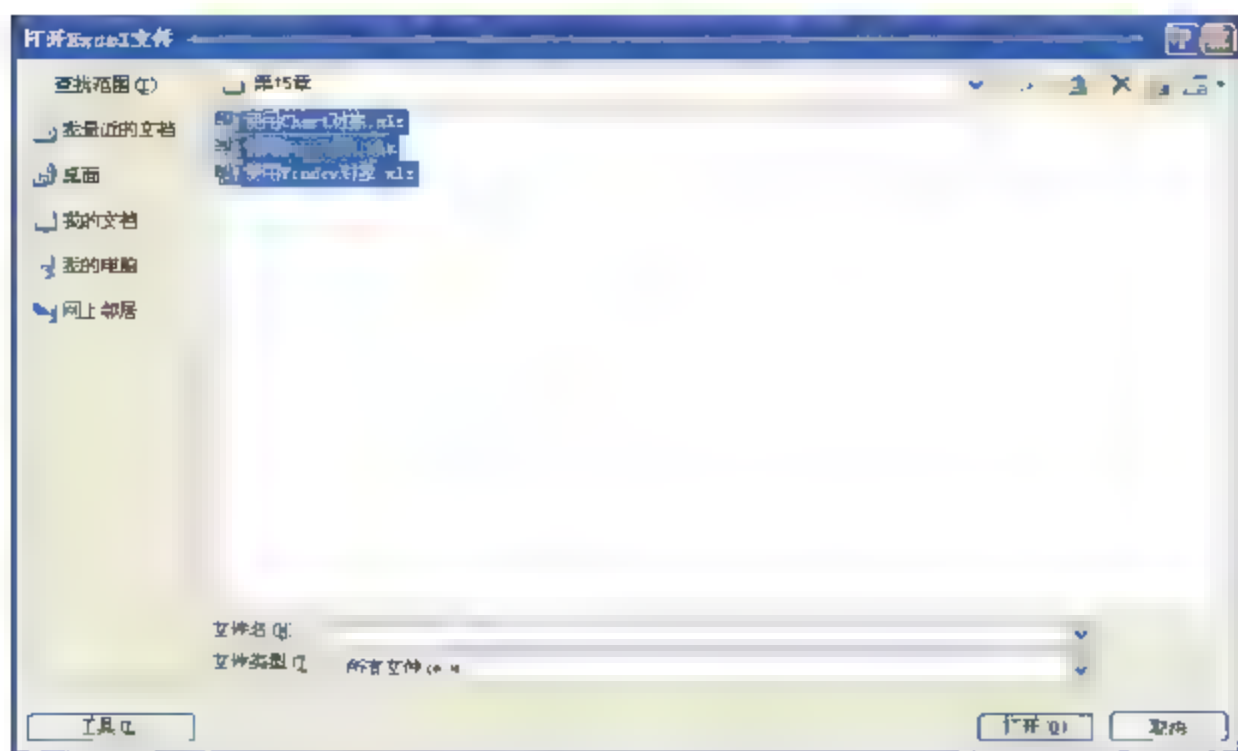 打开Excel文件
查找范围(I)
第15章
我最近的文档
使用Chart对象.xls
桌面
使用Window对象.xls
我的文档
我的电脑
网上邻居
文件名(N):
文件类型(T)
所有文件
工具(L
打开(O)
取消